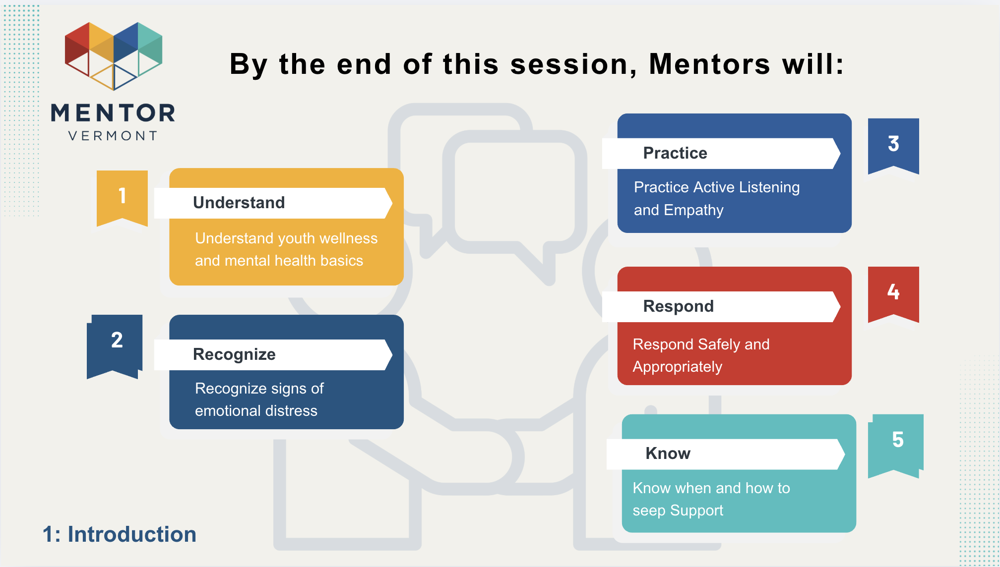 MENTOR
VERMONT
By the end of this session, Mentors will:
1
Understand
Understand youth wellness
and mental health basics
2
Recognize
Recognize signs of
emotional distress
3
Practice
Practice Active Listening
and Empathy
4
Respond
Respond Safely and
Appropriately
5
Know
Know when and how to
seep Support
1: Introduction